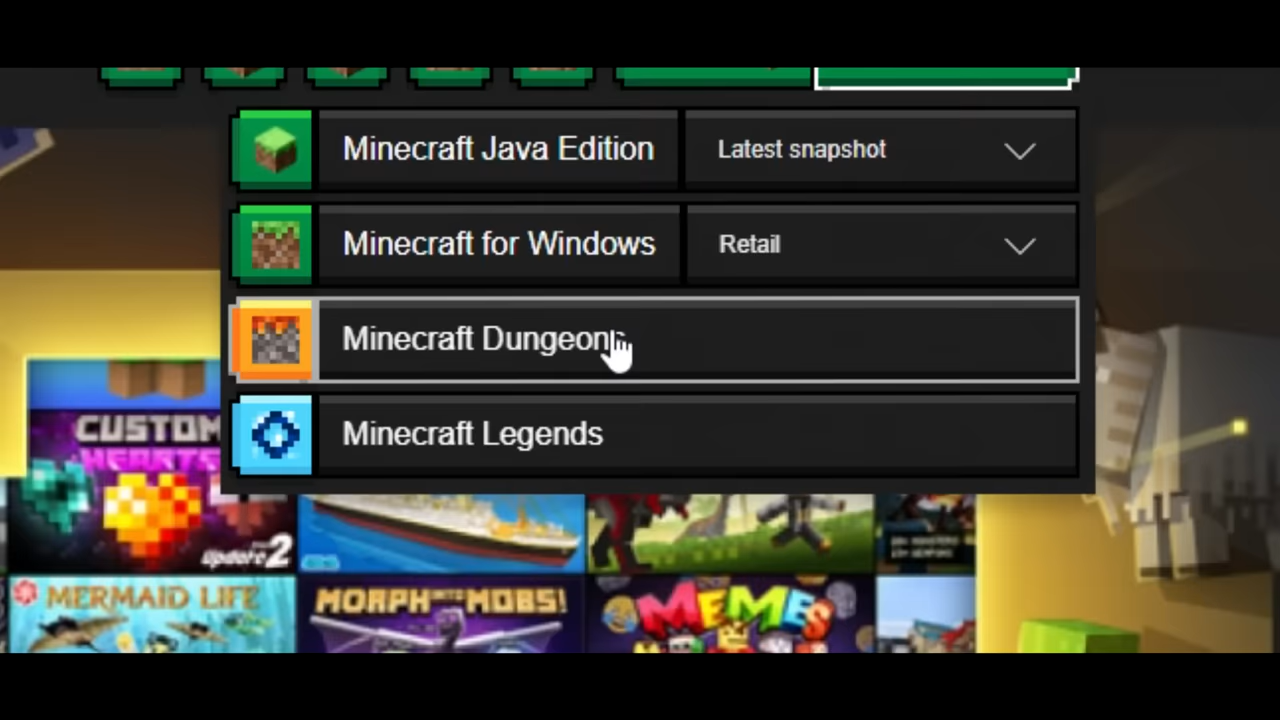 Minecraft Java Edition
Latest snapshot
Minecraft for Windows
Retail
Minecraft Dungeons
Minecraft Legends
CUSTOM
HEARTS
update 2
MERMAID LIFE
MORPH INTO MOBS!
MEMES